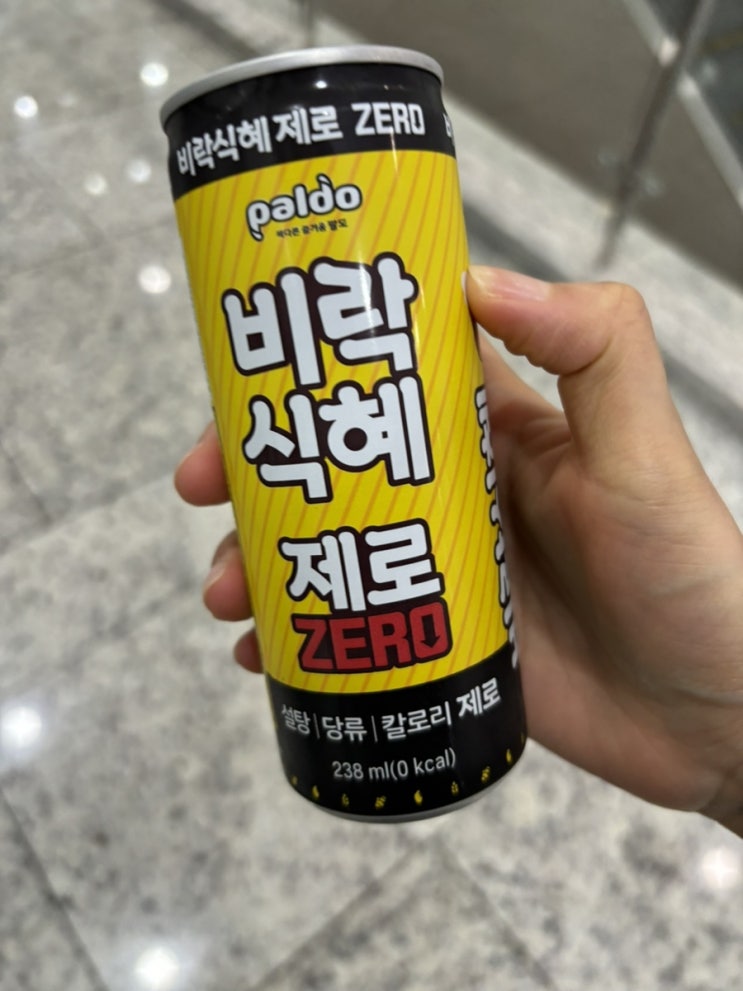 비락식혜 제로 ZERO
paldo
비락
식혜
제로
ZERO
설탕|당류|칼로리 제로
238 ml(0 kcal)